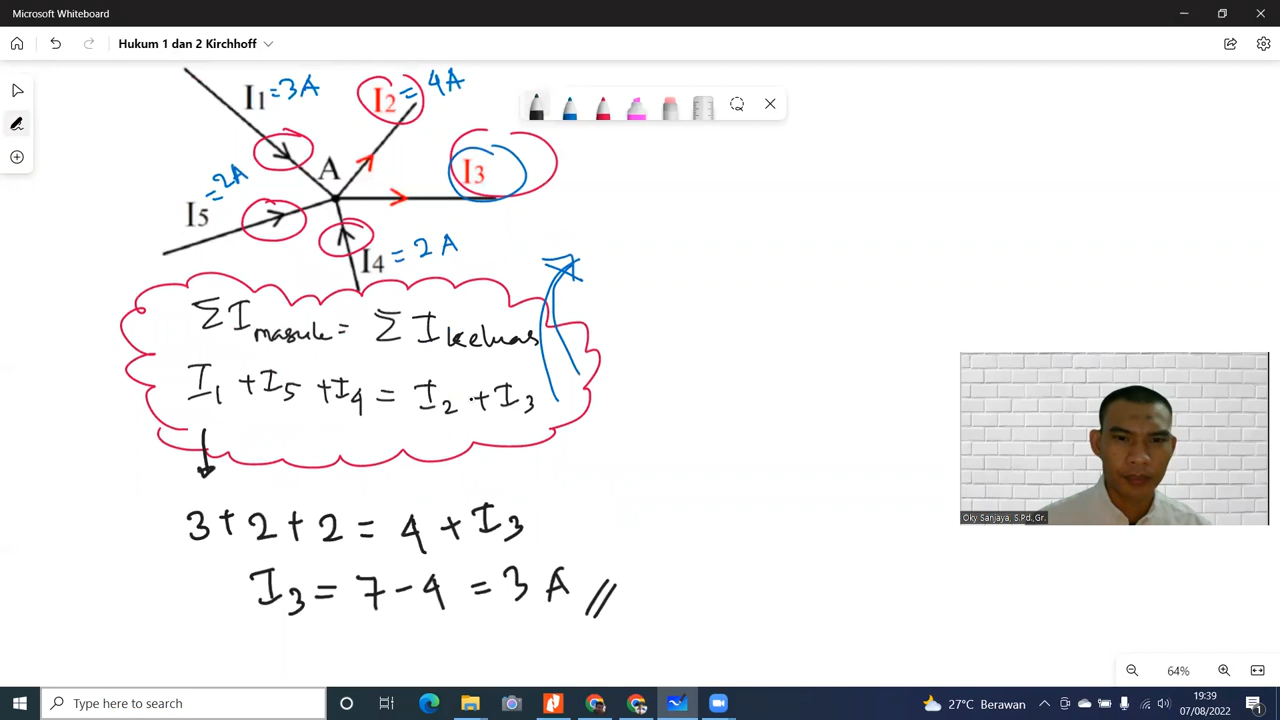 Microsoft Whiteboard
Hukum 1 dan 2 Kirchhoff
I1 =3A
I2 = 4A
A
I3
I5 =2A
I4 = 2A
ΣI masuk = Σ I keluar
I1 + I5 + I4 = I2 + I3
3 + 2 + 2 = 4 + I3
I3 = 7 - 4 = 3 A //
Oky Sanjaya, S.Pd.,Gr.
64%
Type here to search
27°C Berawan
19:39
07/08/2022
1